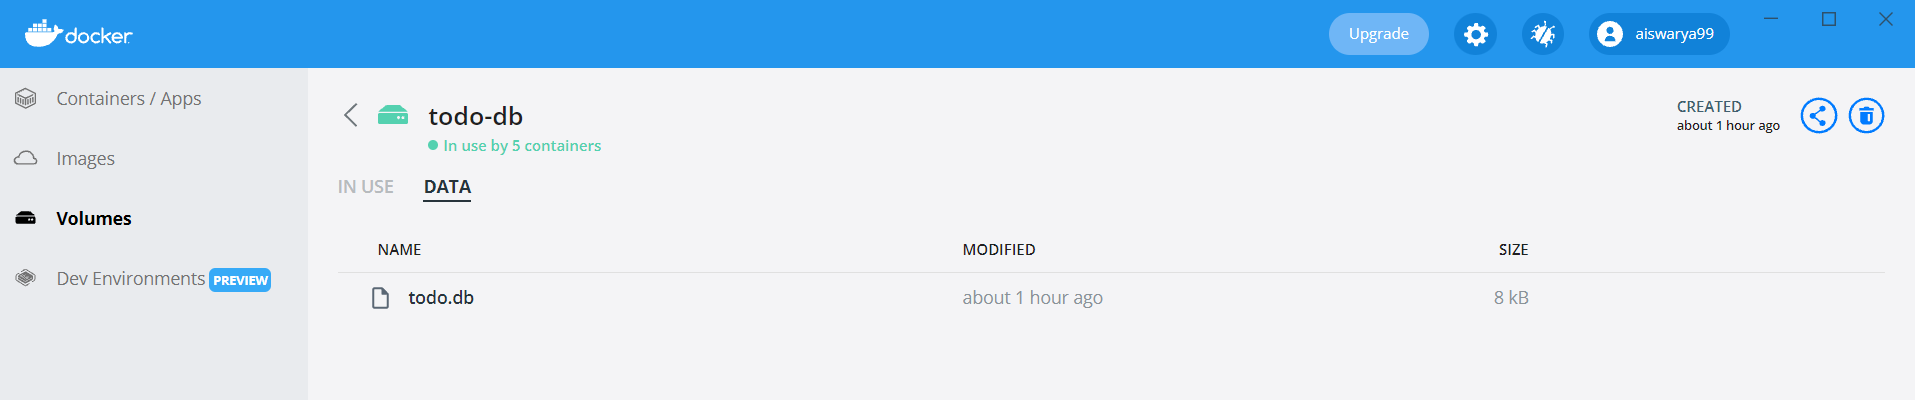 docker
Upgrade
aiswarya99
Containers / Apps
Images
Volumes
Dev Environments PREVIEW
todo-db
In use by 5 containers
CREATED
about 1 hour ago
IN USE DATA
NAME MODIFIED SIZE
todo.db about 1 hour ago 8 kB